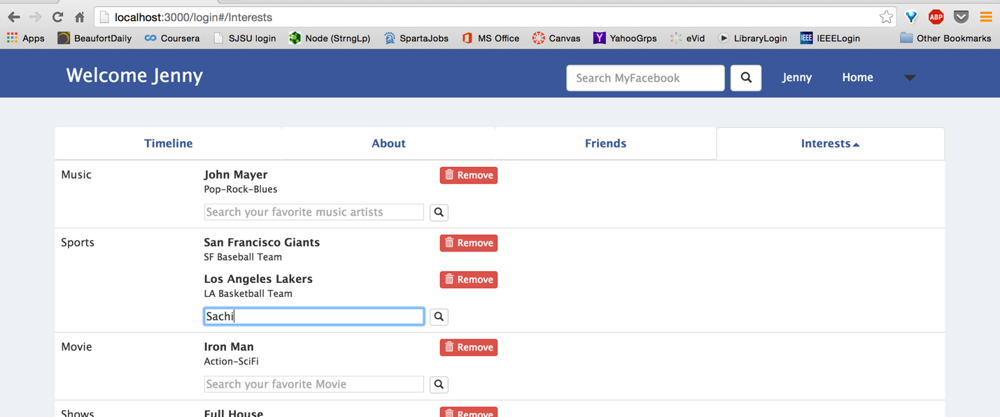 localhost:3000/login#/Interests
ABP
Apps BeaufortDaily Coursera SJSU login Node (StrngLp) SpartaJobs MS Office Canvas Y YahooGrps eVid LibraryLogin IEEE IEEELogin Other Bookmarks
Welcome Jenny Search MyFacebook Jenny Home
Timeline About Friends Interests
Music John Mayer Remove
Pop-Rock-Blues
Search your favorite music artists
Sports San Francisco Giants Remove
SF Baseball Team
Los Angeles Lakers Remove
LA Basketball Team
Sachi
Movie Iron Man Remove
Action-SciFi
Search your favorite Movie
Shows Full House Remove